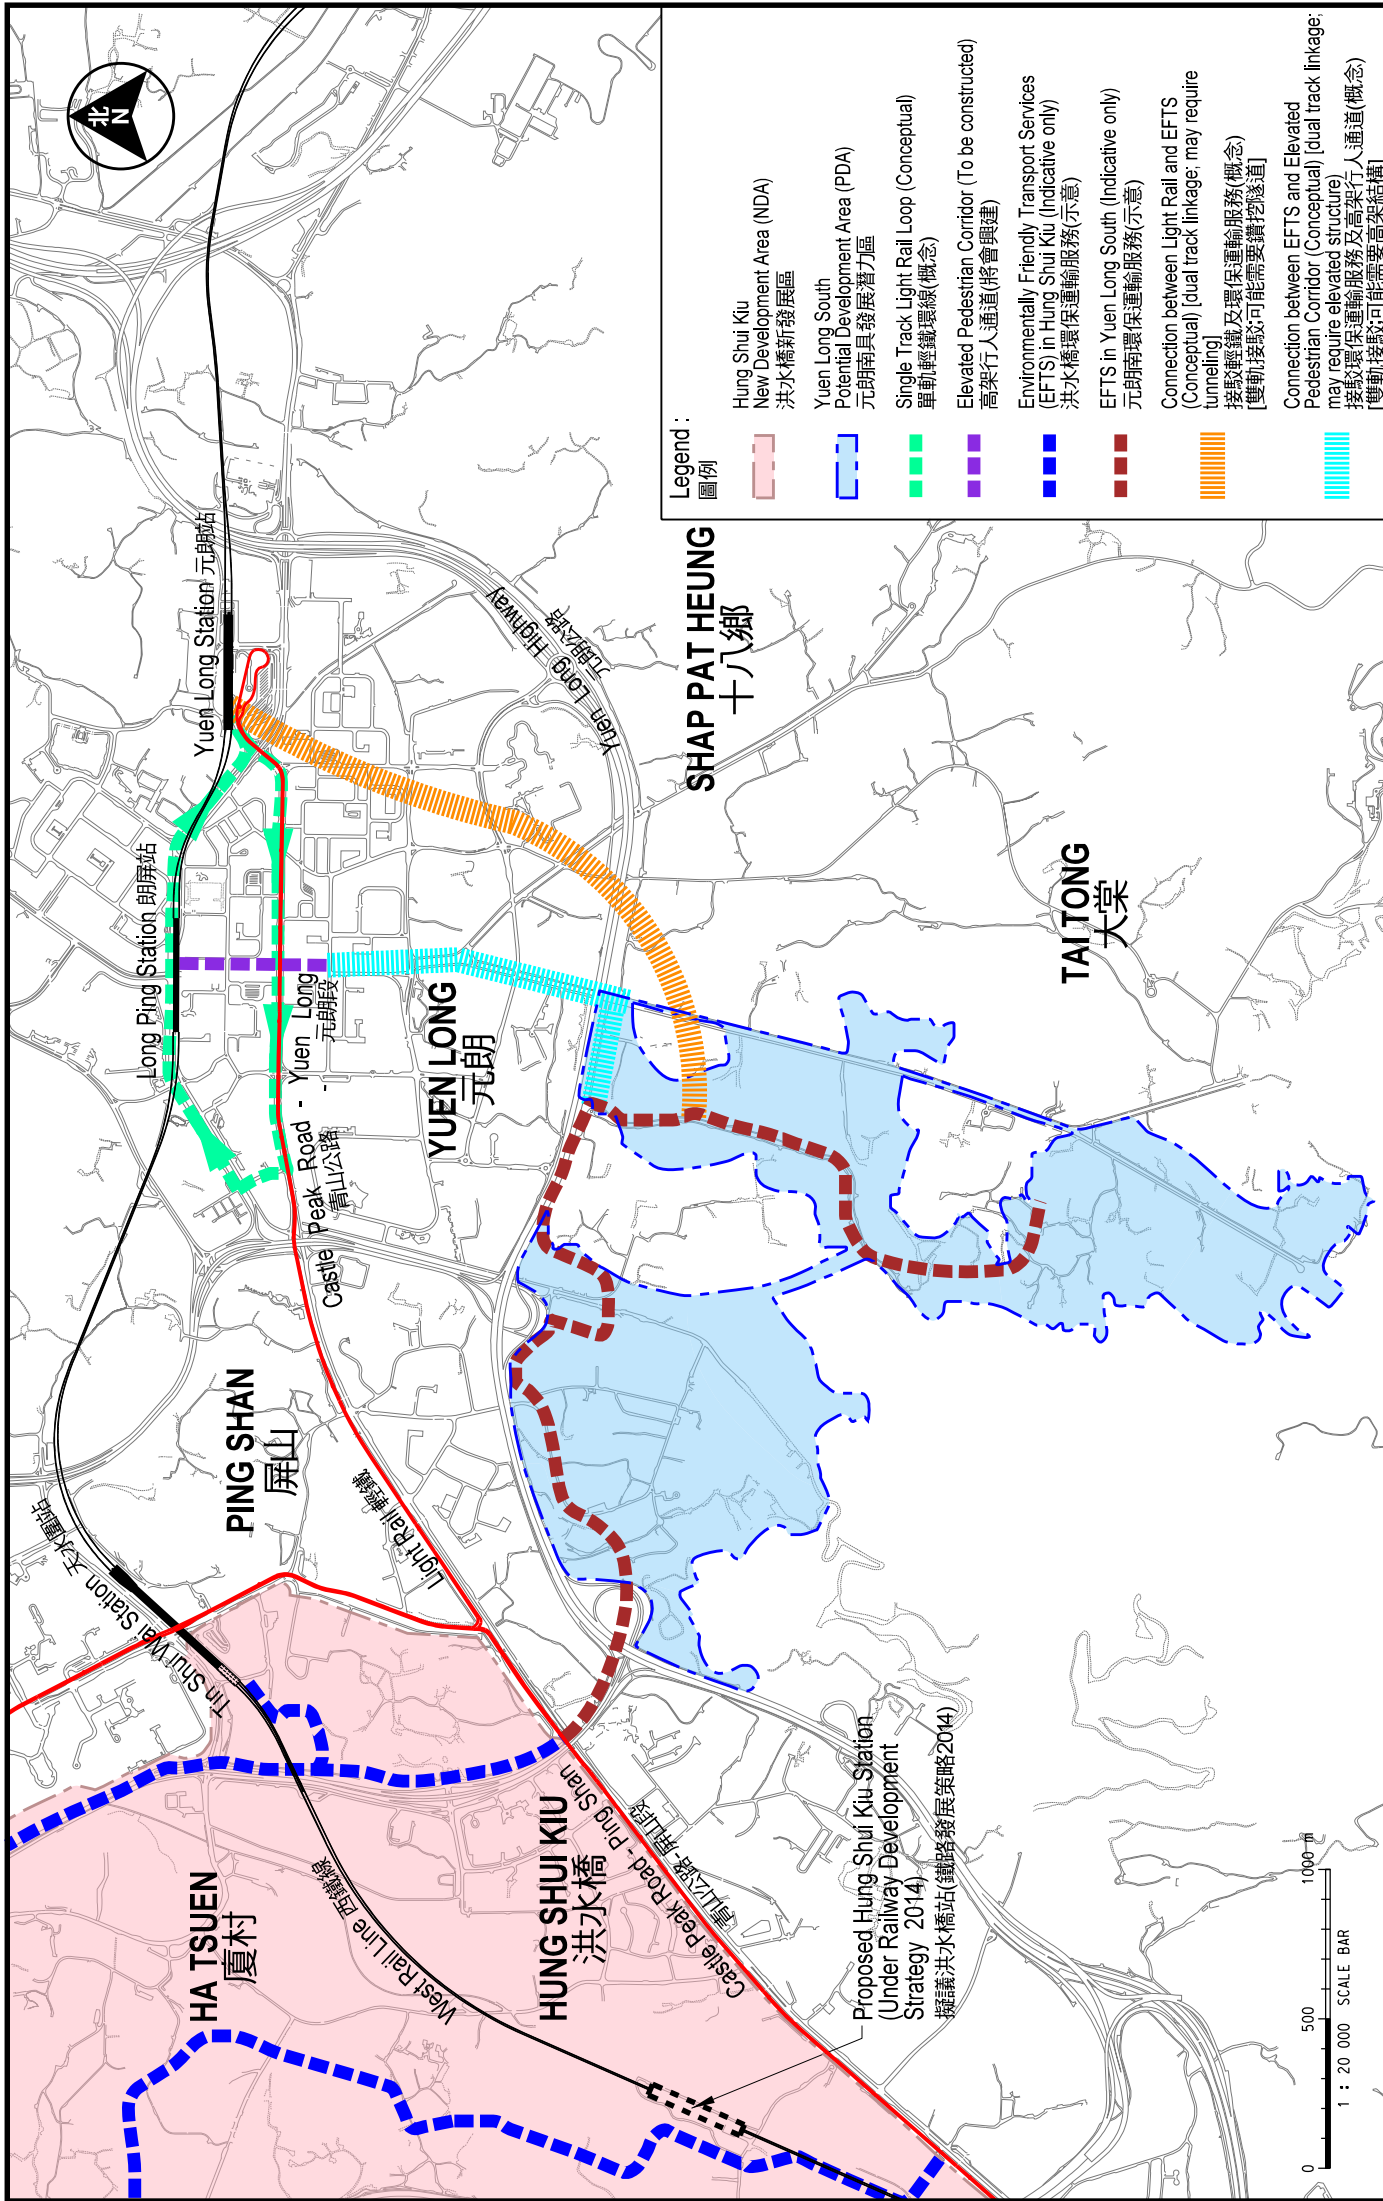 北
N
Yuen Long Station 元朗站
Long Ping Station 朗屏站
Tin Shui Wai Station 天水圍站
PING SHAN
屏山
YUEN LONG
元朗
Castle Peak Road - Yuen Long
青山公路 - 元朗段
Light Rail 輕鐵
Yuen Long Highway
元朗公路
SHAP PAT HEUNG
十八鄉
TAI TONG
大棠
HA TSUEN
廈村
West Rail Line 西鐵線
HUNG SHUI KIU
洪水橋
Castle Peak Road - Ping Shan
青山公路-屏山段
Proposed Hung Shui Kiu Station
(Under Railway Development
Strategy 2014)
擬議洪水橋站(鐵路發展策略2014)
0 500 1000 m
1 : 20 000 SCALE BAR
Legend :
圖例
Hung Shui Kiu
New Development Area (NDA)
洪水橋新發展區
Yuen Long South
Potential Development Area (PDA)
元朗南具發展潛力區
Single Track Light Rail Loop (Conceptual)
單軌輕鐵環線(概念)
Elevated Pedestrian Corridor (To be constructed)
高架行人通道(將會興建)
Environmentally Friendly Transport Services
(EFTS) in Hung Shui Kiu (Indicative only)
洪水橋環保運輸服務(示意)
EFTS in Yuen Long South (Indicative only)
元朗南環保運輸服務(示意)
Connection between Light Rail and EFTS
(Conceptual) [dual track linkage; may require
tunneling]
接駁輕鐵及環保運輸服務(概念)
[雙軌接駁;可能需要鑽挖隧道]
Connection between EFTS and Elevated
Pedestrian Corridor (Conceptual) [dual track linkage;
may require elevated structure)
接駁環保運輸服務及高架行人通道(概念)
[雙軌接駁;可能需要高架結構]